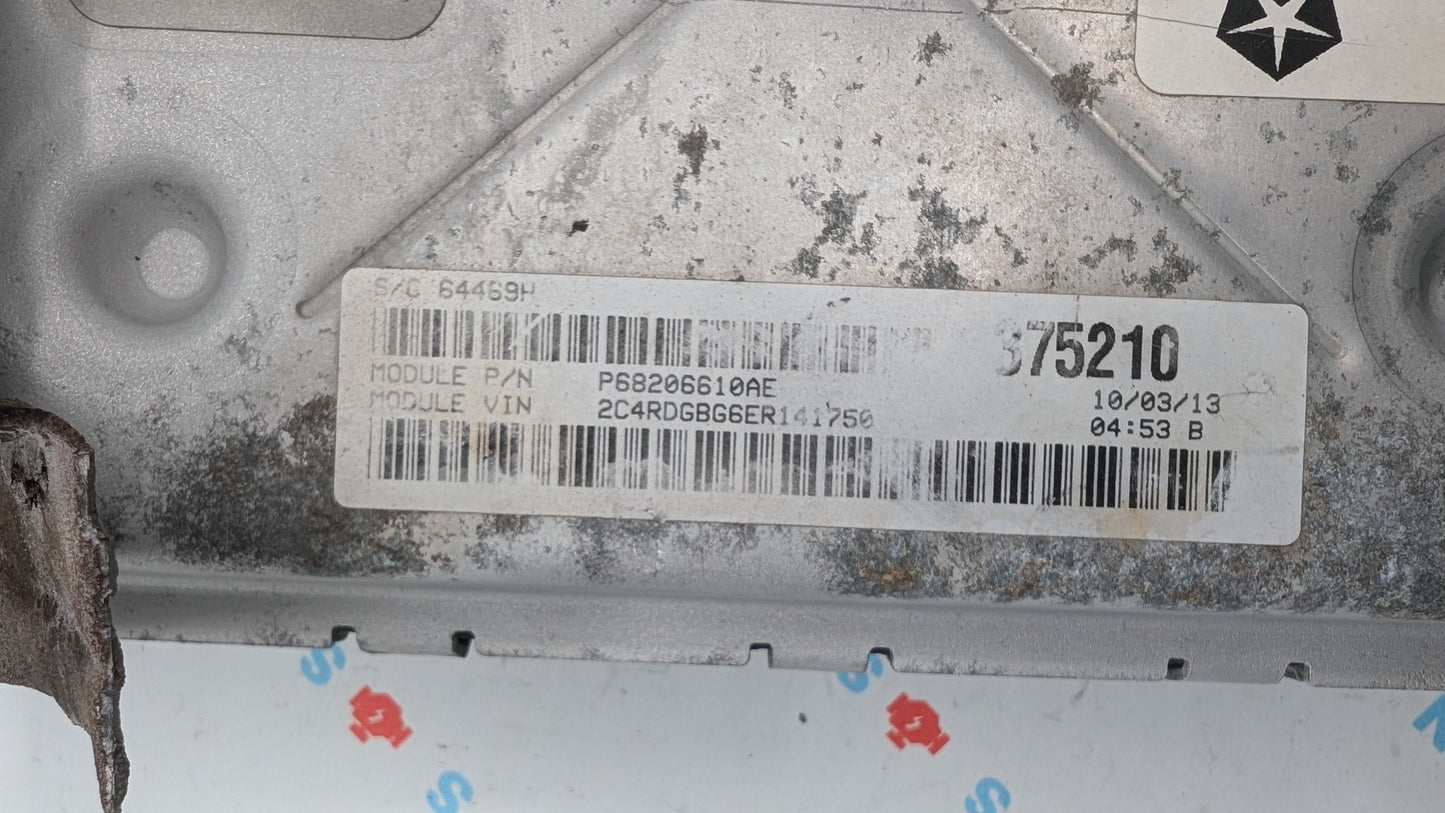 S/C 64469H
375210
MODULE P/N P68206610AE
10/03/13
MODULE VIN 2C4RDGBG6ER141750
04:53 B
S
S
S
S